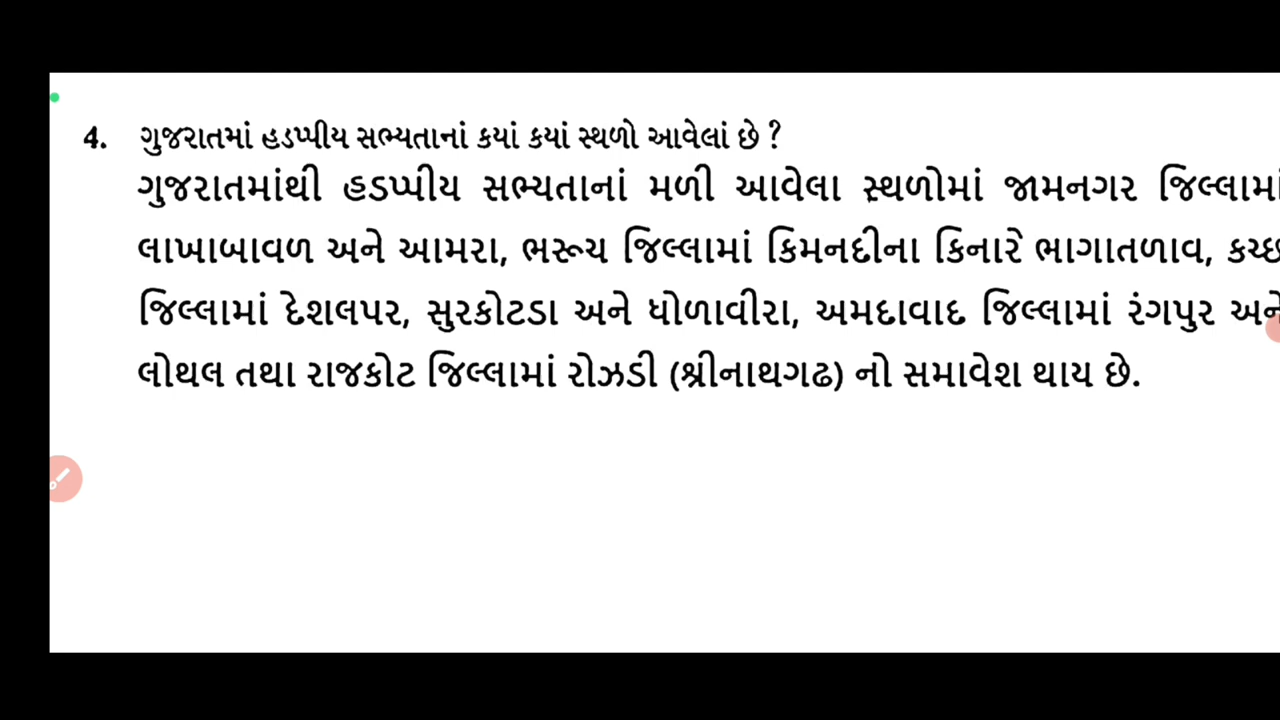 4. ગુજરાતમાં હડપ્પીય સભ્યતાનાં કયાં કયાં સ્થળો આવેલાં છે ?
ગુજરાતમાંથી હડપ્પીય સભ્યતાનાં મળી આવેલા સ્થળોમાં જામનગર જિલ્લામાં
લાખાબાવળ અને આમરા, ભરૂચ જિલ્લામાં કિમનદીના કિનારે ભાગાતળાવ, કચ્છ
જિલ્લામાં દેશલપર, સુરકોટડા અને ધોળાવીરા, અમદાવાદ જિલ્લામાં રંગપુર અને
લોથલ તથા રાજકોટ જિલ્લામાં રોઝડી (શ્રીનાથગઢ) નો સમાવેશ થાય છે.